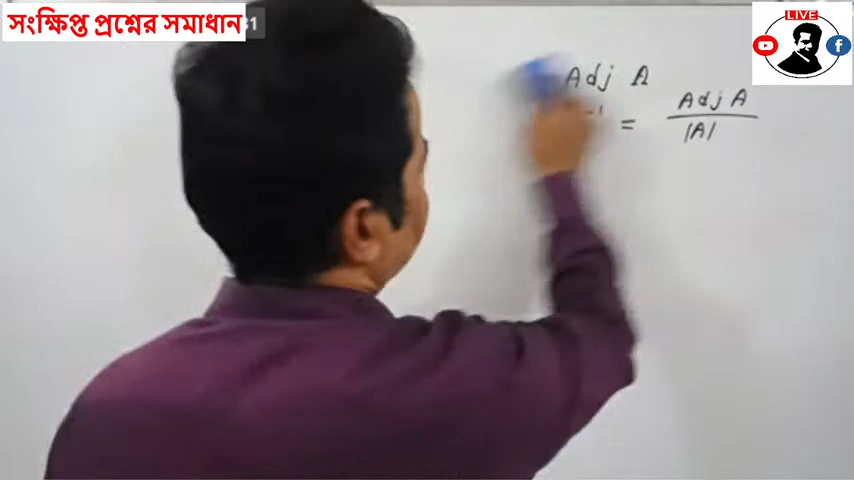 সংক্ষিপ্ত প্রশ্নের সমাধান
LIVE
Adj A
-1 = Adj A
|A|